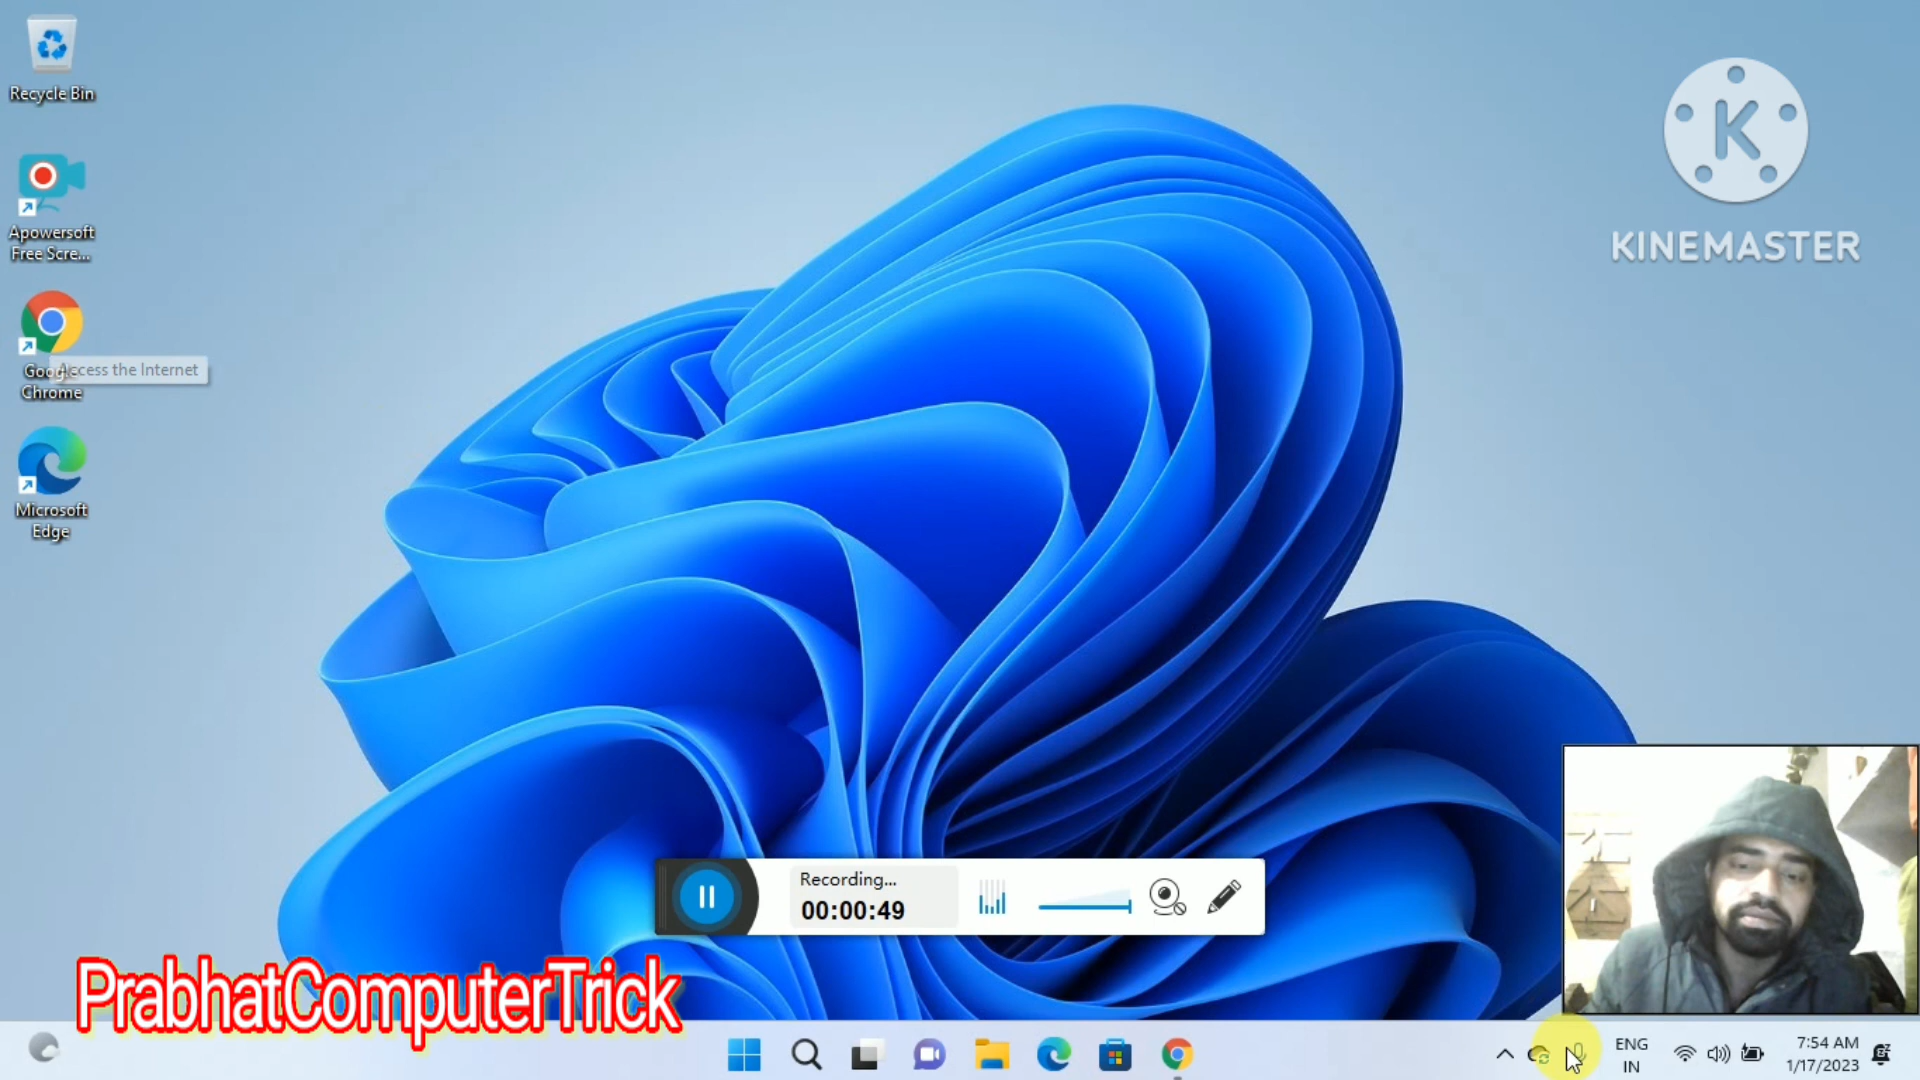 Recycle Bin
Apowersoft
Free Scre...
Google
Chrome
Access the Internet
Microsoft
Edge
K
KINEMASTER
Recording...
00:00:49
PrabhatComputerTrick
ENG
IN
7:54 AM
1/17/2023